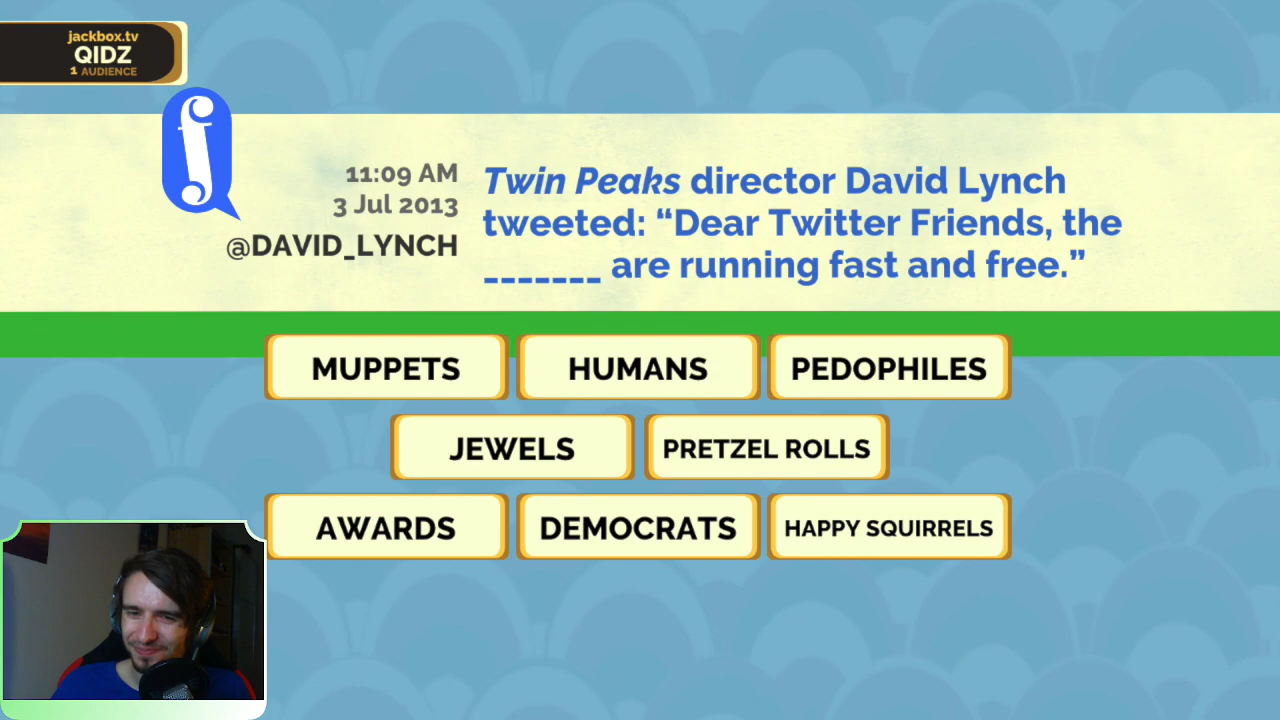 jackbox.tv
QIDZ
1 AUDIENCE
11:09 AM
3 Jul 2013
@DAVID_LYNCH
Twin Peaks director David Lynch
tweeted: “Dear Twitter Friends, the
_______ are running fast and free.”
MUPPETS
HUMANS
PEDOPHILES
JEWELS
PRETZEL ROLLS
AWARDS
DEMOCRATS
HAPPY SQUIRRELS